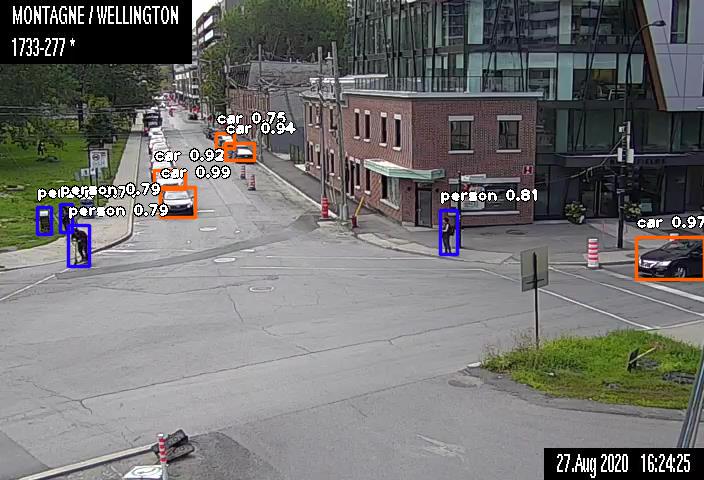 MONTAGNE / WELLINGTON
1733-277 *
car 0.75
car 0.94
car 0.92
car 0.99
person 0.79
person 0.79
person 0.81
car 0.97
27.Aug 2020 16:24:25